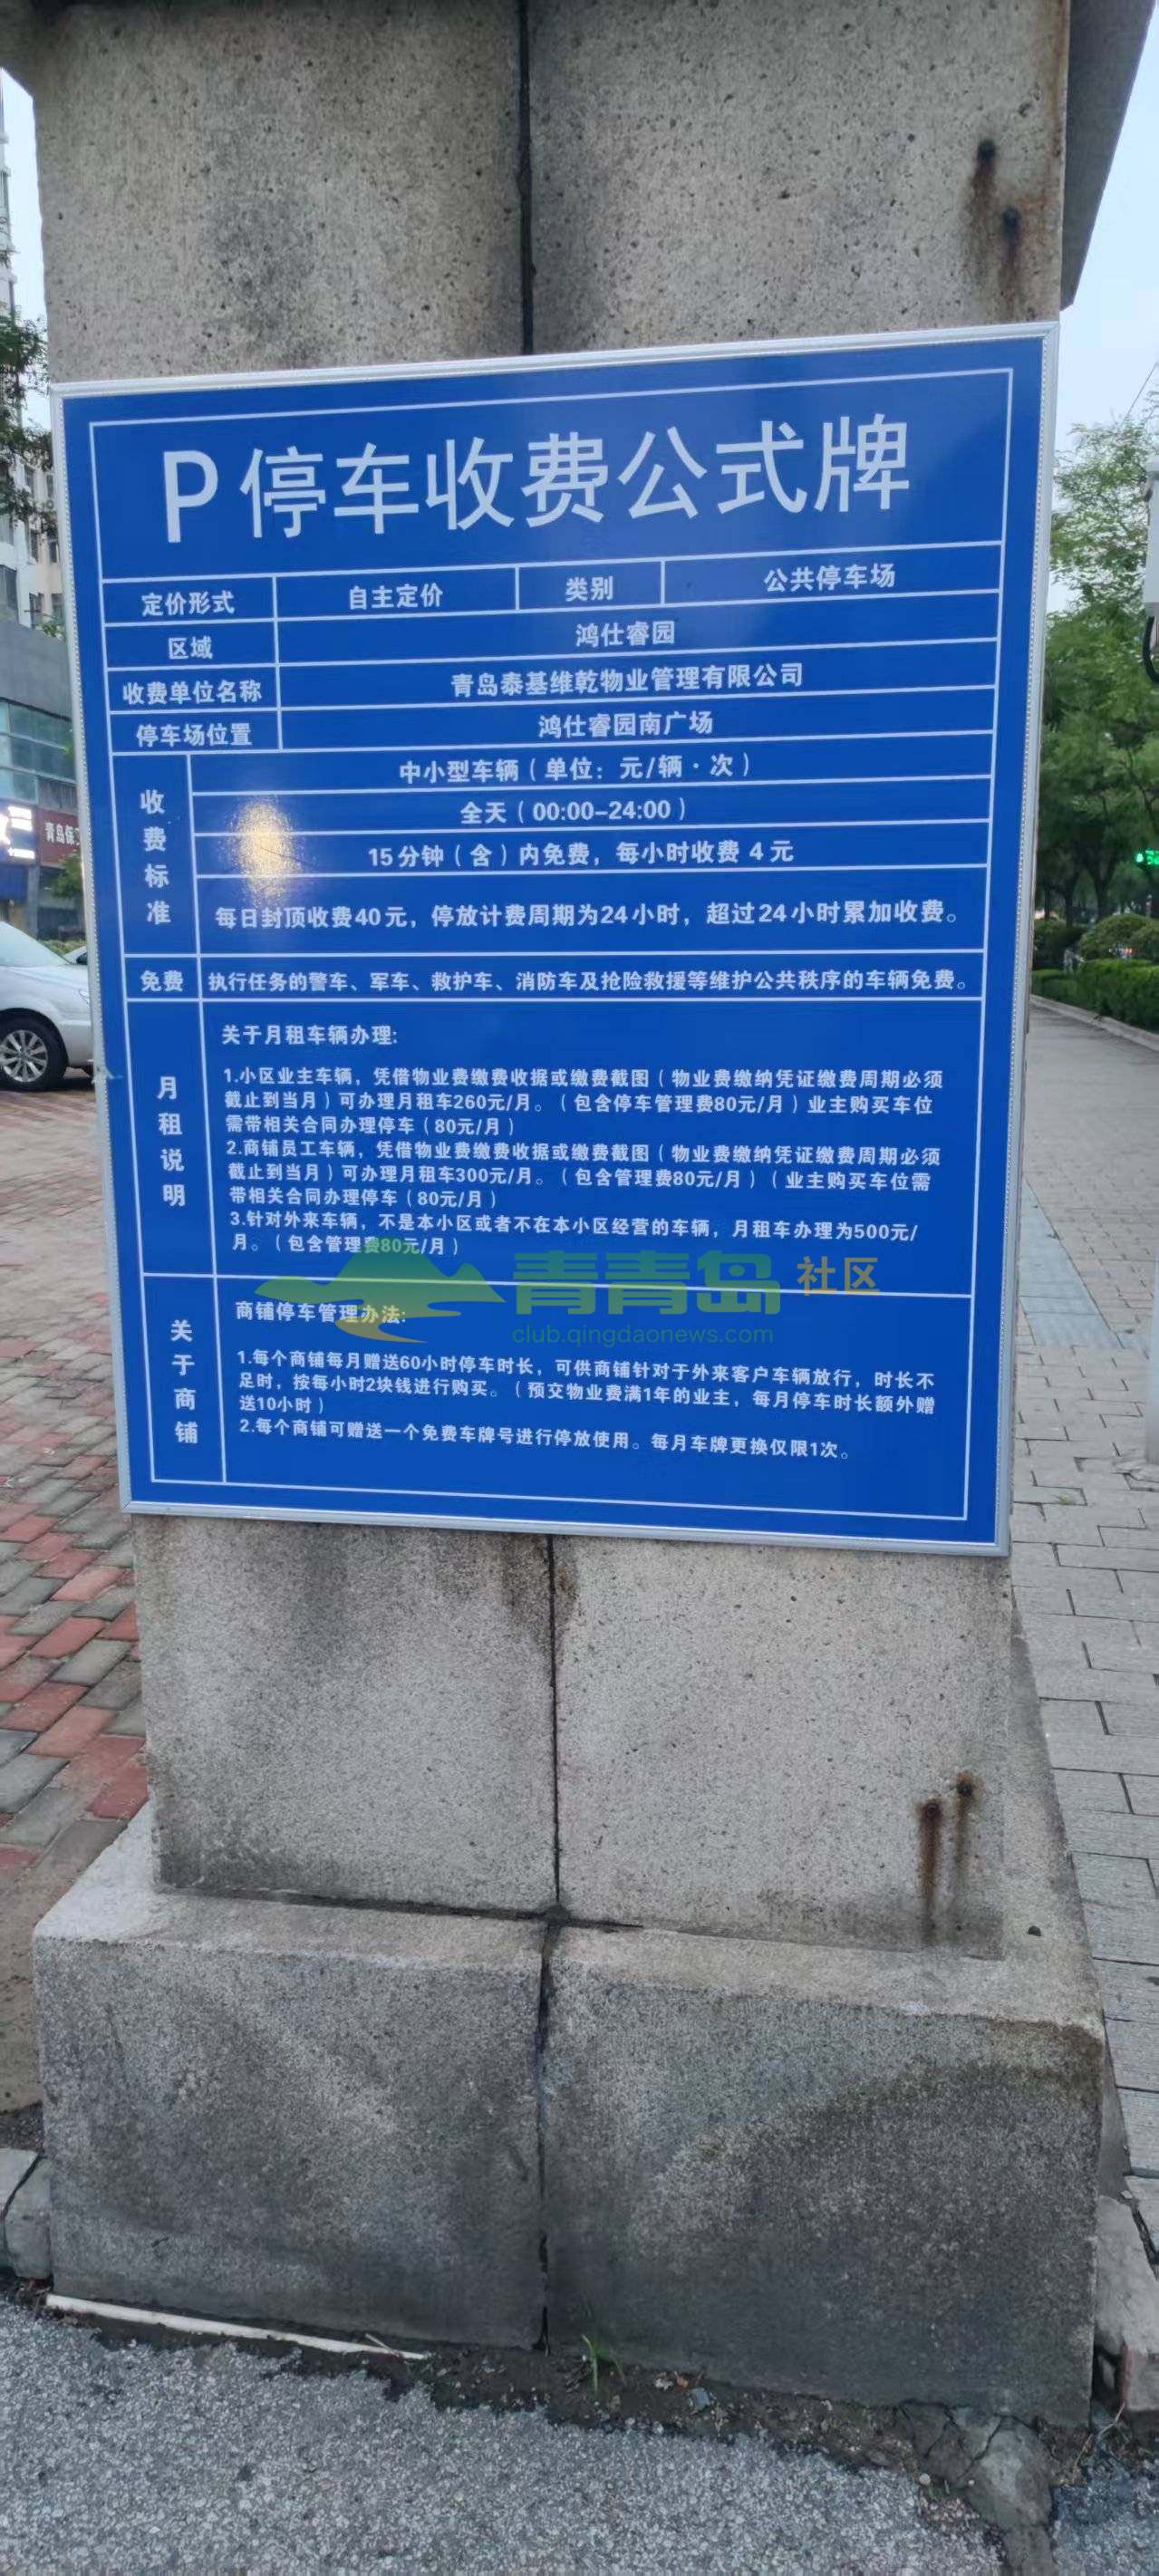 P停车收费公式牌
定价形式 自主定价 类别 公共停车场
区域 鸿仕睿园
收费单位名称 青岛泰基维乾物业管理有限公司
停车场位置 鸿仕睿园南广场
收费标准
中小型车辆（单位：元/辆·次）
全天（00:00-24:00）
15分钟（含）内免费，每小时收费 4 元
每日封顶收费40元，停放计费周期为24小时，超过24小时累加收费。
免费 执行任务的警车、军车、救护车、消防车及抢险救援等维护公共秩序的车辆免费。
月租说明
关于月租车辆办理:
1.小区业主车辆，凭借物业费缴费收据或缴费截图（物业费缴纳凭证缴费周期必须
截止到当月）可办理月租车260元/月。（包含停车管理费80元/月）业主购买车位
需带相关合同办理停车（80元/月）
2.商铺员工车辆，凭借物业费缴费收据或缴费截图（物业费缴纳凭证缴费周期必须
截止到当月）可办理月租车300元/月。（包含管理费80元/月）（业主购买车位需
带相关合同办理停车（80元/月）
3.针对外来车辆，不是本小区或者不在本小区经营的车辆，月租车办理为500元/
月。（包含管理费80元/月）
关于商铺
商铺停车管理办法:
1.每个商铺每月赠送60小时停车时长，可供商铺针对于外来客户车辆放行，时长不
足时，按每小时2块钱进行购买。（预交物业费满1年的业主，每月停车时长额外赠
送10小时）
2.每个商铺可赠送一个免费车牌号进行停放使用。每月车牌更换仅限1次。
青青岛社区
club.qingdaonews.com
青岛保